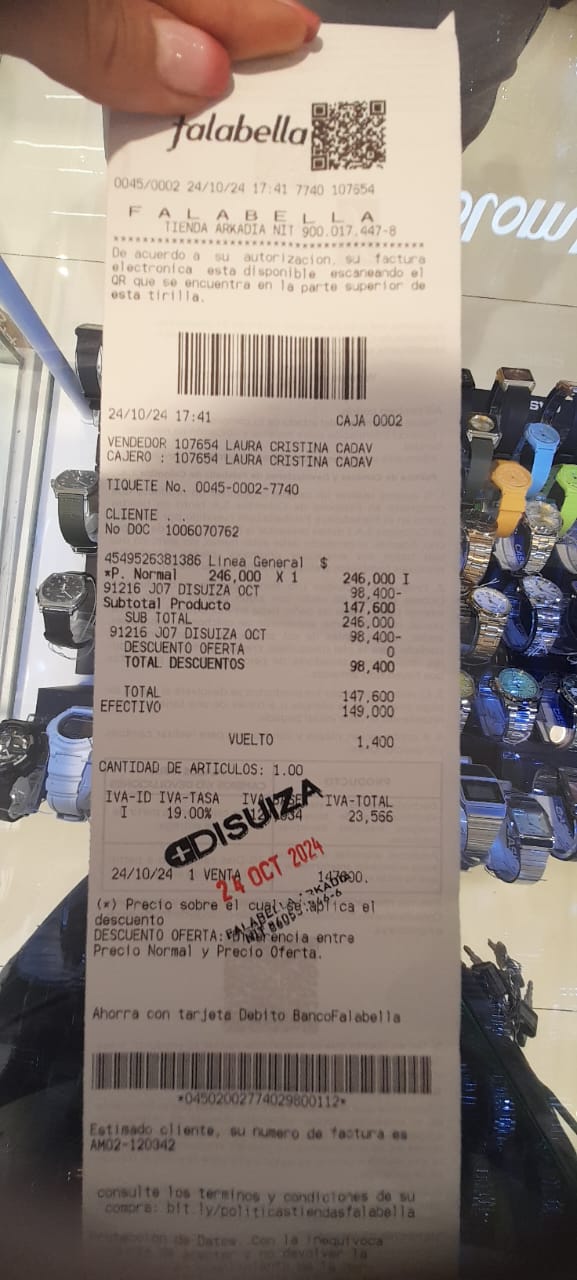 falabella
0045/0002 24/10/24 17:41 7740 107654
F A L A B E L L A
TIENDA ARKADIA NIT 900.017.447-8
De acuerdo a su autorizacion, su factura
electronica esta disponible escaneando el
QR que se encuentra en la parte superior de
esta tirilla.
24/10/24 17:41 CAJA 0002
VENDEDOR 107654 LAURA CRISTINA CADAV
CAJERO : 107654 LAURA CRISTINA CADAV
TIQUETE No. 0045-0002-7740
CLIENTE . .
No DOC 1006070762
4549526381386 Linea General $
*P. Normal 246,000 X 1 246,000 I
91216 J07 DISUIZA OCT 98,400-
Subtotal Producto 147,600
SUB TOTAL 246,000
91216 J07 DISUIZA OCT 98,400-
DESCUENTO OFERTA 0
TOTAL DESCUENTOS 98,400
TOTAL 147,600
EFECTIVO 149,000
VUELTO 1,400
CANTIDAD DE ARTICULOS: 1.00
IVA-ID IVA-TASA IVA-TOTAL
I 19.00% 23,566
DISUIZA
24 OCT 2024
24/10/24 1 VENTA
FALABELLA ARKADIA
NIT
(*) Precio sobre el cual se aplica el
descuento
DESCUENTO OFERTA: Diferencia entre
Precio Normal y Precio Oferta.
Ahorra con tarjeta Debito BancoFalabella
*04502002774029800112*
Estimado cliente, su numero de factura es
AM02-120342
consulte los terminos y condiciones de su
compra: bit.ly/politicastiendasfalabella
Proteccion de Datos. Con la inequivoca